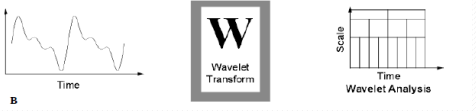 Time
B
W
Wavelet
Transform
Scale
Time
Wavelet Analysis